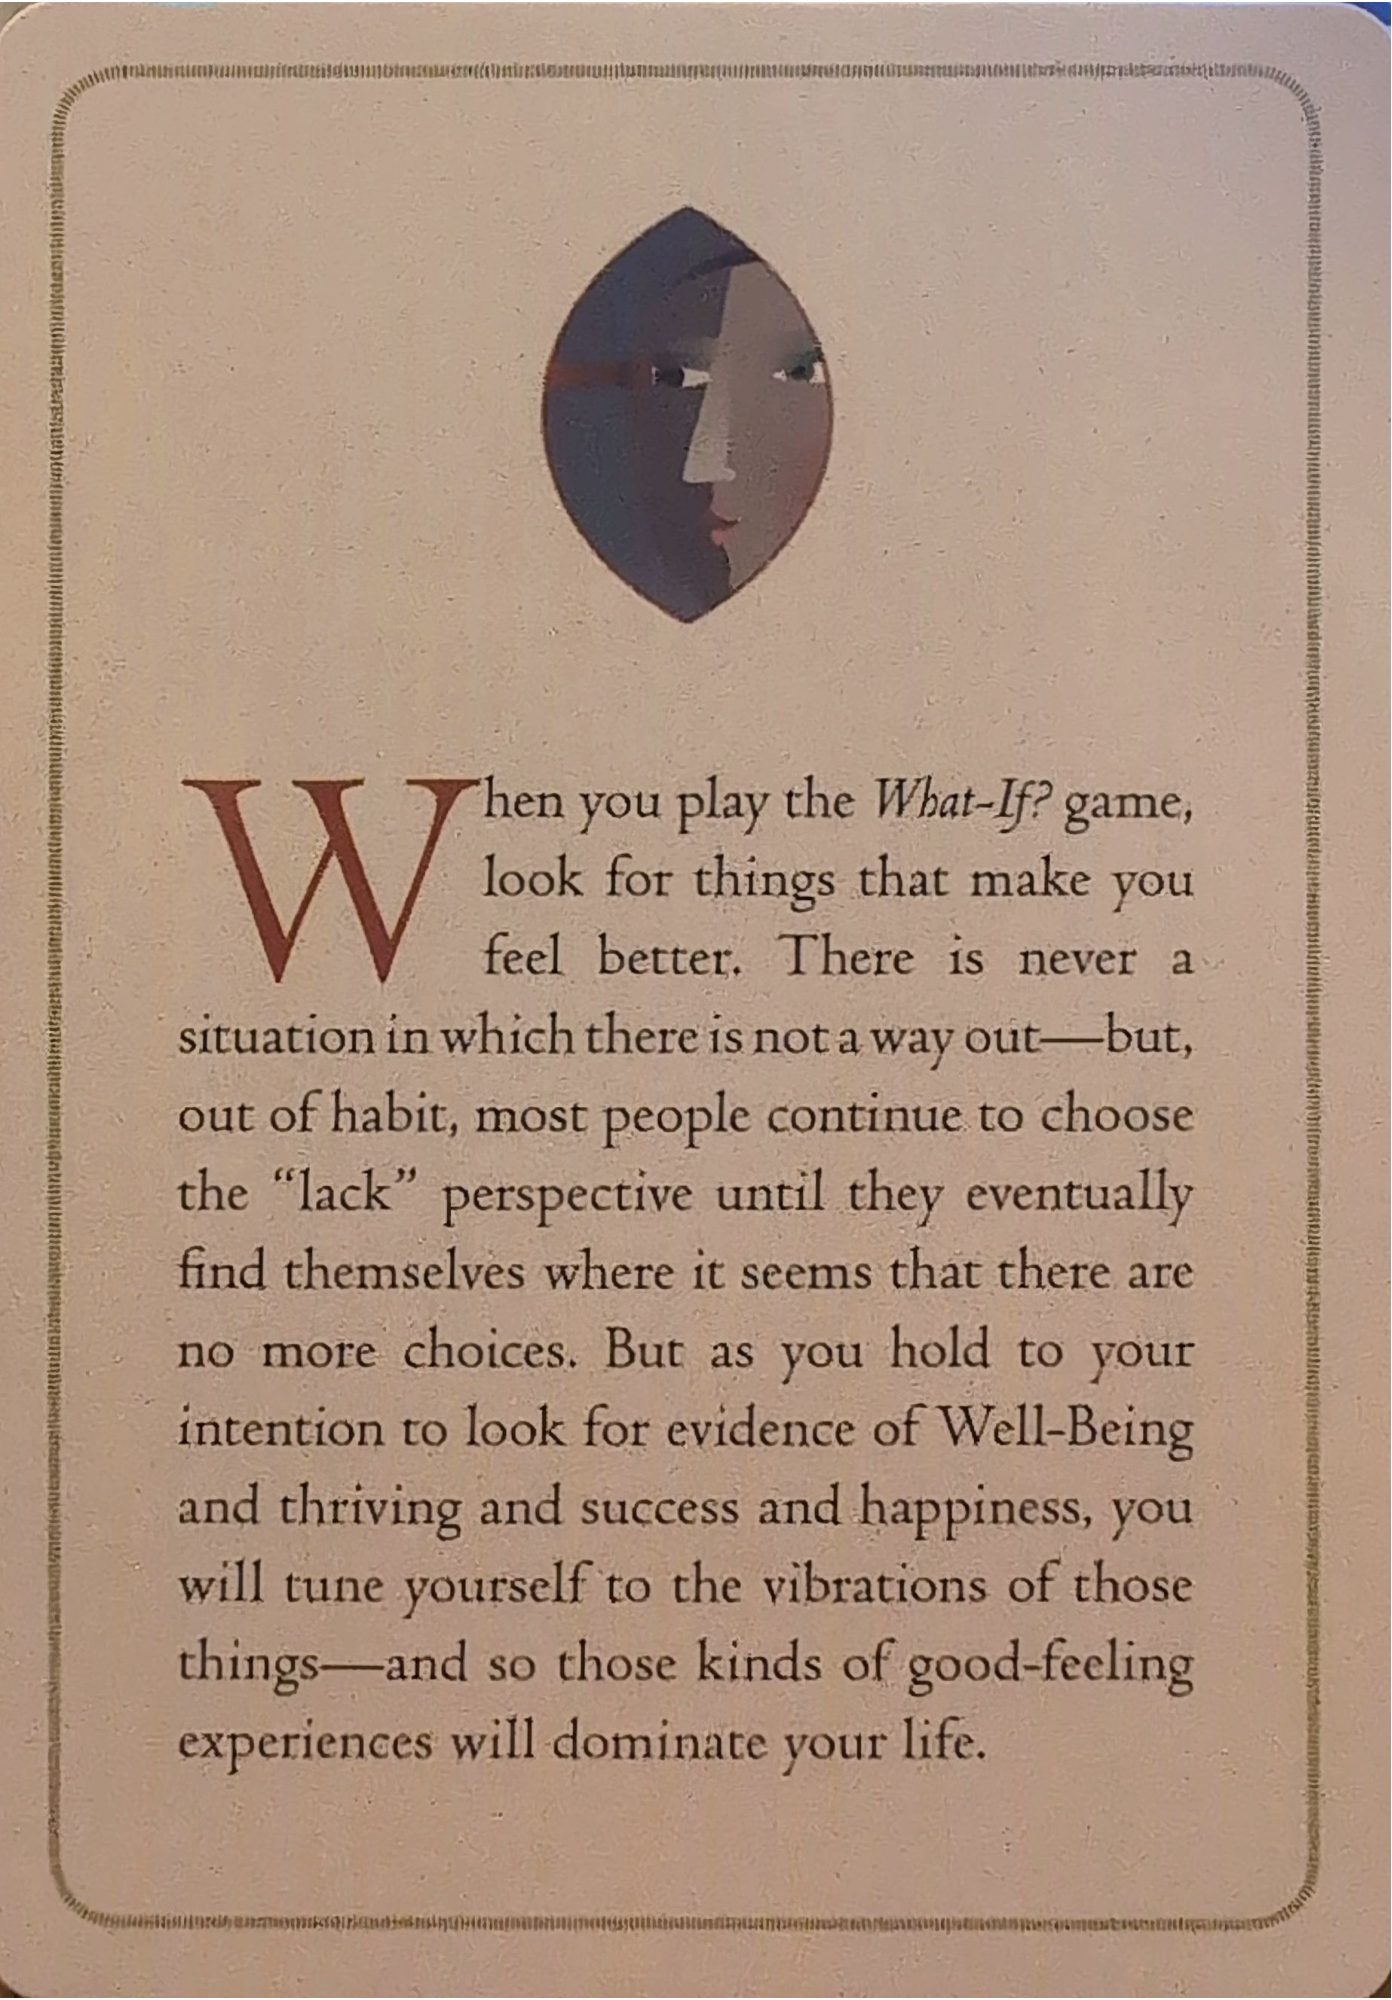 When you play the What-If? game,
look for things that make you
feel better. There is never a
situation in which there is not a way out—but,
out of habit, most people continue to choose
the “lack” perspective until they eventually
find themselves where it seems that there are
no more choices. But as you hold to your
intention to look for evidence of Well-Being
and thriving and success and happiness, you
will tune yourself to the vibrations of those
things—and so those kinds of good-feeling
experiences will dominate your life.